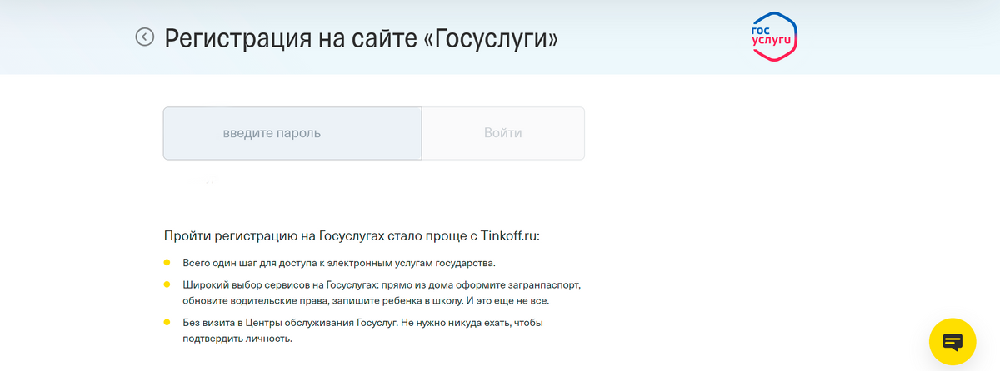 Регистрация на сайте «Госуслуги»
гос
услуги
введите пароль
Войти
Пройти регистрацию на Госуслугах стало проще с Tinkoff.ru:
Всего один шаг для доступа к электронным услугам государства.
Широкий выбор сервисов на Госуслугах: прямо из дома оформите загранпаспорт,
обновите водительские права, запишите ребенка в школу. И это еще не все.
Без визита в Центры обслуживания Госуслуг. Не нужно никуда ехать, чтобы
подтвердить личность.